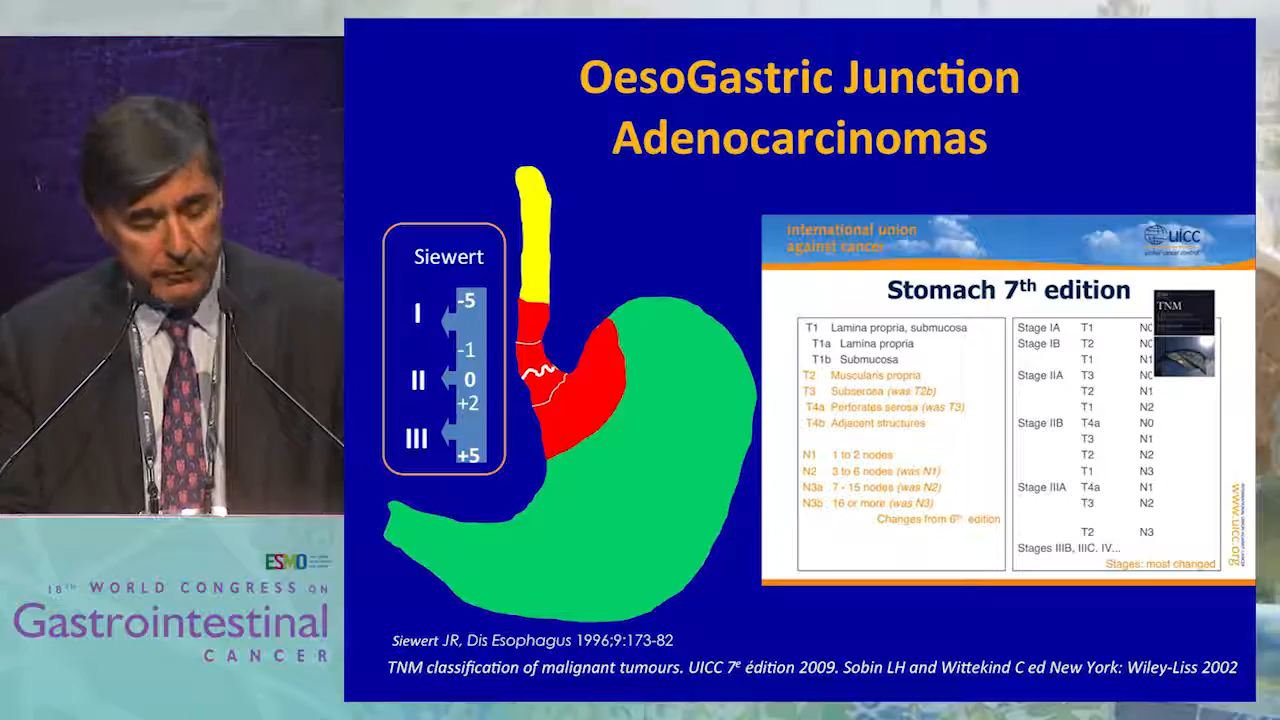 OesoGastric Junction
Adenocarcinomas
Siewert
I
II
III
-5
-1
0
+2
+5
international union
against cancer
uicc
Stomach 7th edition
TNM
T1 Lamina propria, submucosa
T1a Lamina propria
T1b Submucosa
T2 Muscularis propria
T3 Subserosa (was T2b)
T4a Perforates serosa (was T3)
T4b Adjacent structures
N1 1 to 2 nodes
N2 3 to 6 nodes (was N1)
N3a 7 - 15 nodes (was N2)
N3b 16 or more (was N3)
Changes from 6th edition
Stage IA T1 N0
Stage IB T2 N0
T1 N1
Stage IIA T3 N0
T2 N1
T1 N2
Stage IIB T4a N0
T3 N1
T2 N2
T1 N3
Stage IIIA T4a N1
T3 N2
T2 N3
Stages IIIB, IIIC. IV...
Stages: most changed
www.uicc.org
Siewert JR, Dis Esophagus 1996;9:173-82
TNM classification of malignant tumours. UICC 7e édition 2009. Sobin LH and Wittekind C ed New York: Wiley-Liss 2002
ESMO
18TH WORLD CONGRESS ON
Gastrointestinal
CANCER